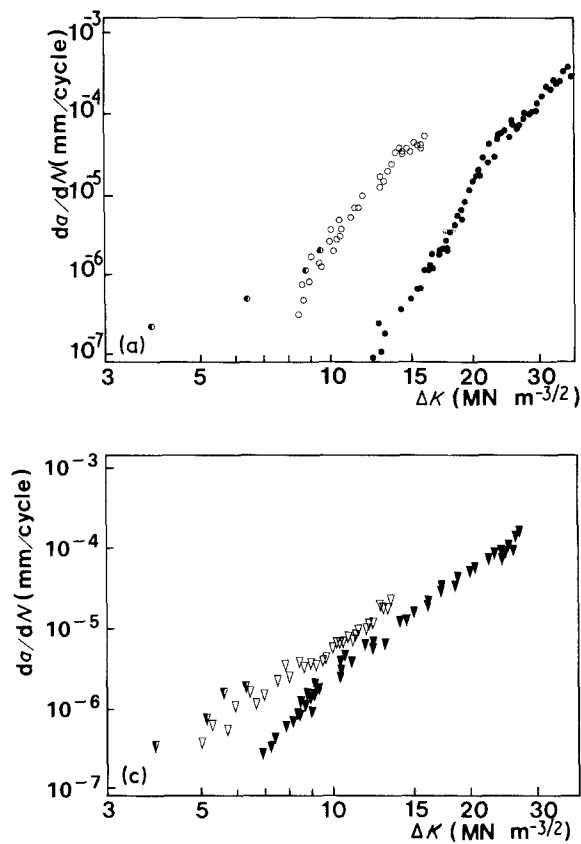 10⁻³
10⁻⁴
10⁻⁵
10⁻⁶
10⁻⁷
da/dN(mm/cycle)
(a)
3 5 10 15 20 30
ΔK (MN m⁻³/²)
10⁻³
10⁻⁴
10⁻⁵
10⁻⁶
10⁻⁷
da/dN(mm/cycle)
(c)
3 5 10 15 20 30
ΔK (MN m⁻³/²)